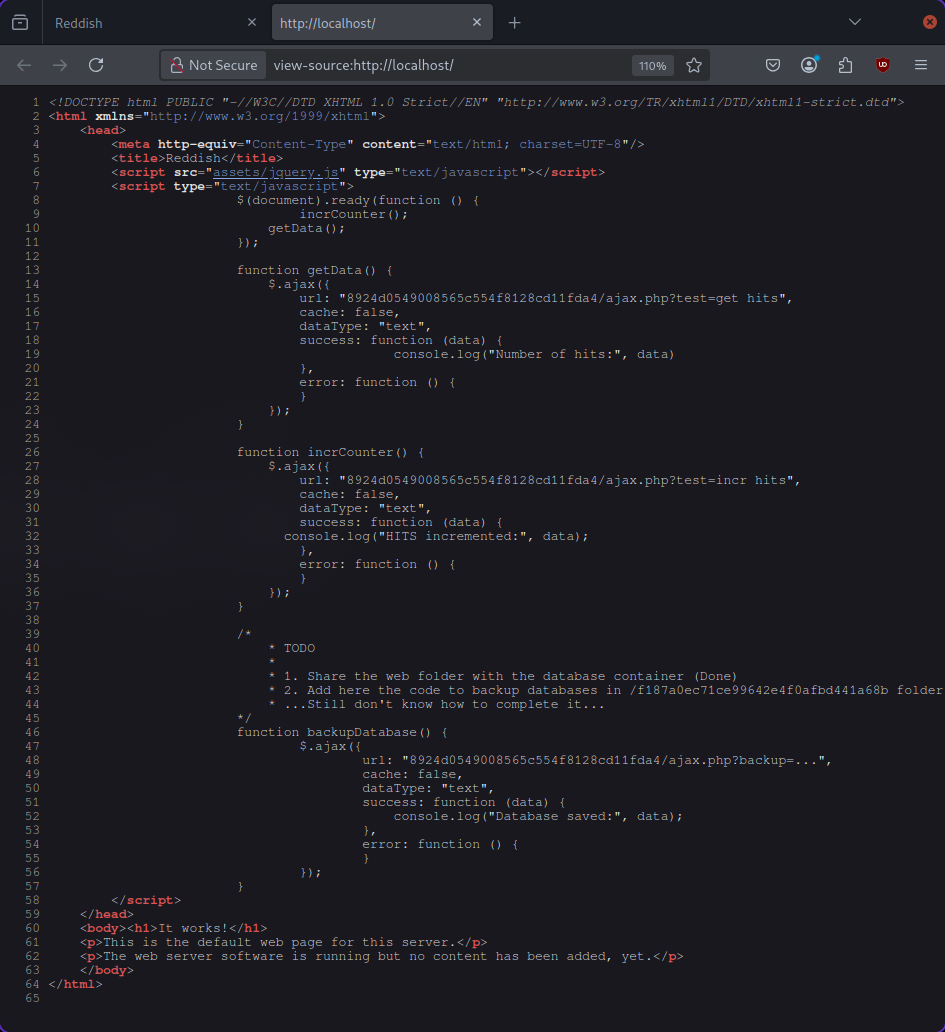 Reddish
http://localhost/
Not Secure
view-source:http://localhost/
110%
1 <!DOCTYPE html PUBLIC "-//W3C//DTD XHTML 1.0 Strict//EN" "http://www.w3.org/TR/xhtml1/DTD/xhtml1-strict.dtd">
2 <html xmlns="http://www.w3.org/1999/xhtml">
3 <head>
4 <meta http-equiv="Content-Type" content="text/html; charset=UTF-8"/>
5 <title>Reddish</title>
6 <script src="assets/jquery.js" type="text/javascript"></script>
7 <script type="text/javascript">
8 $(document).ready(function () {
9 incrCounter();
10 getData();
11 });
12
13 function getData() {
14 $.ajax({
15 url: "8924d0549008565c554f8128cd11fda4/ajax.php?test=get hits",
16 cache: false,
17 dataType: "text",
18 success: function (data) {
19 console.log("Number of hits:", data)
20 },
21 error: function () {
22 }
23 });
24 }
25
26 function incrCounter() {
27 $.ajax({
28 url: "8924d0549008565c554f8128cd11fda4/ajax.php?test=incr hits",
29 cache: false,
30 dataType: "text",
31 success: function (data) {
32 console.log("HITS incremented:", data);
33 },
34 error: function () {
35 }
36 });
37 }
38
39 /*
40 * TODO
41 *
42 * 1. Share the web folder with the database container (Done)
43 * 2. Add here the code to backup databases in /f187a0ec71ce99642e4f0afbd441a68b folder
44 * ...Still don't know how to complete it...
45 */
46 function backupDatabase() {
47 $.ajax({
48 url: "8924d0549008565c554f8128cd11fda4/ajax.php?backup=...",
49 cache: false,
50 dataType: "text",
51 success: function (data) {
52 console.log("Database saved:", data);
53 },
54 error: function () {
55 }
56 });
57 }
58 </script>
59 </head>
60 <body><h1>It works!</h1>
61 <p>This is the default web page for this server.</p>
62 <p>The web server software is running but no content has been added, yet.</p>
63 </body>
64 </html>
65